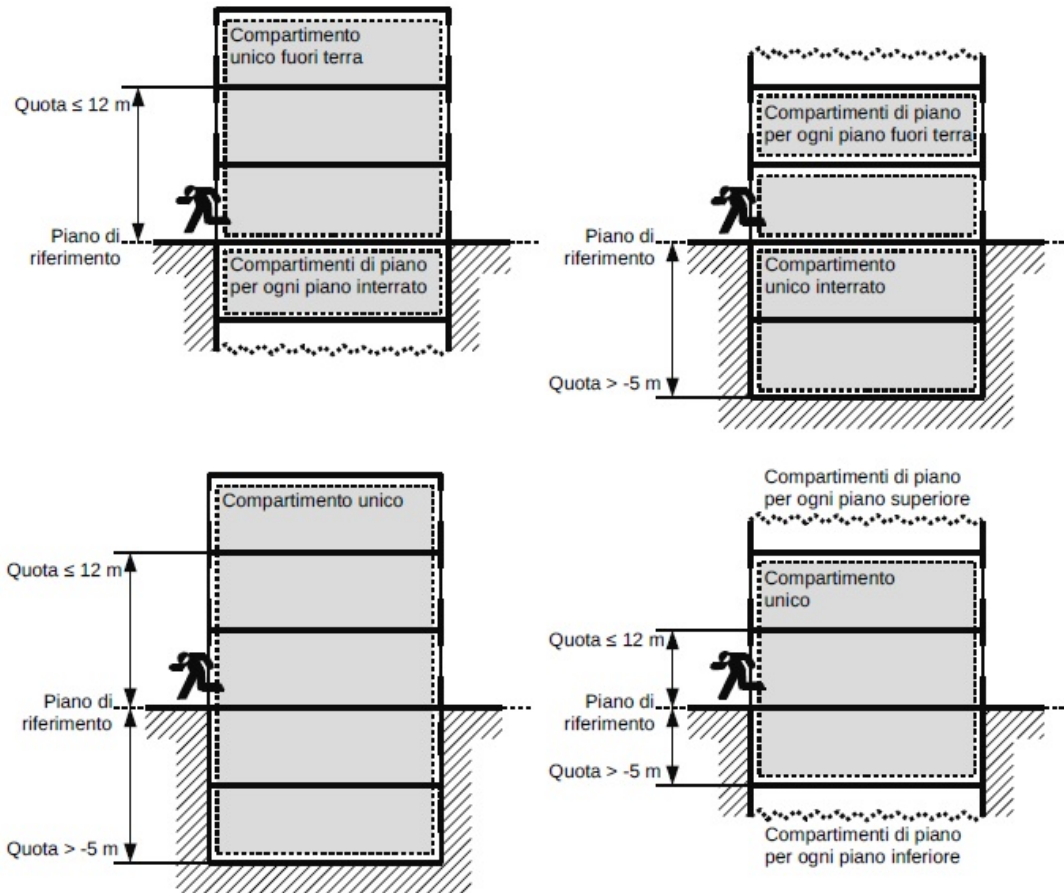 Compartimento
unico fuori terra
Quota ≤ 12 m
Piano di
riferimento
Compartimenti di piano
per ogni piano interrato
Compartimenti di piano
per ogni piano fuori terra
Piano di
riferimento
Compartimento
unico interrato
Quota > -5 m
Compartimento unico
Quota ≤ 12 m
Piano di
riferimento
Quota > -5 m
Compartimenti di piano
per ogni piano superiore
Compartimento
unico
Quota ≤ 12 m
Piano di
riferimento
Quota > -5 m
Compartimenti di piano
per ogni piano inferiore